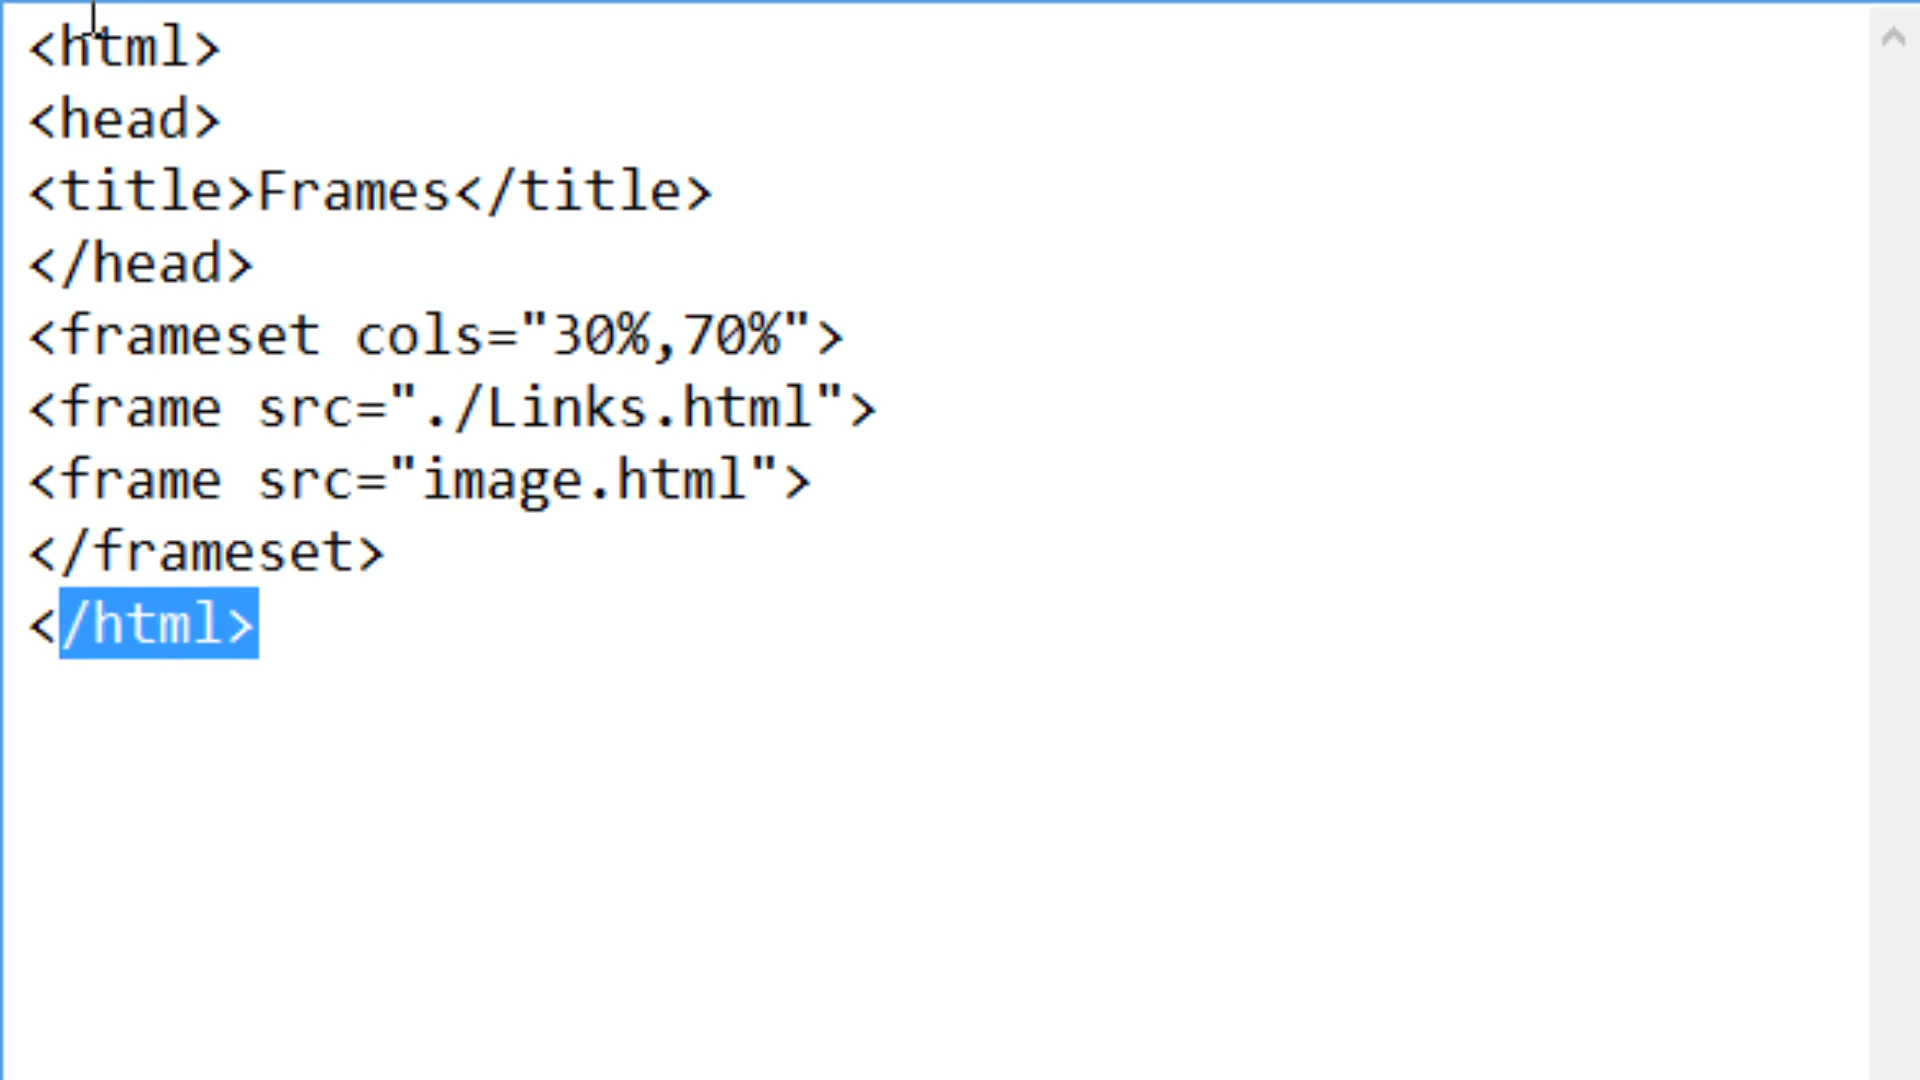 <html>
<head>
<title>Frames</title>
</head>
<frameset cols="30%,70%">
<frame src="./Links.html">
<frame src="image.html">
</frameset>
</html>